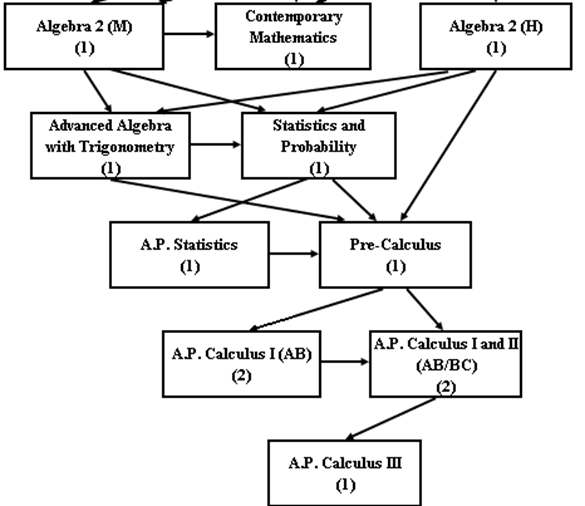 Algebra 2 (M)
(1)
Contemporary
Mathematics
(1)
Algebra 2 (H)
(1)
Advanced Algebra
with Trigonometry
(1)
Statistics and
Probability
(1)
A.P. Statistics
(1)
Pre-Calculus
(1)
A.P. Calculus I (AB)
(2)
A.P. Calculus I and II
(AB/BC)
(2)
A.P. Calculus III
(1)